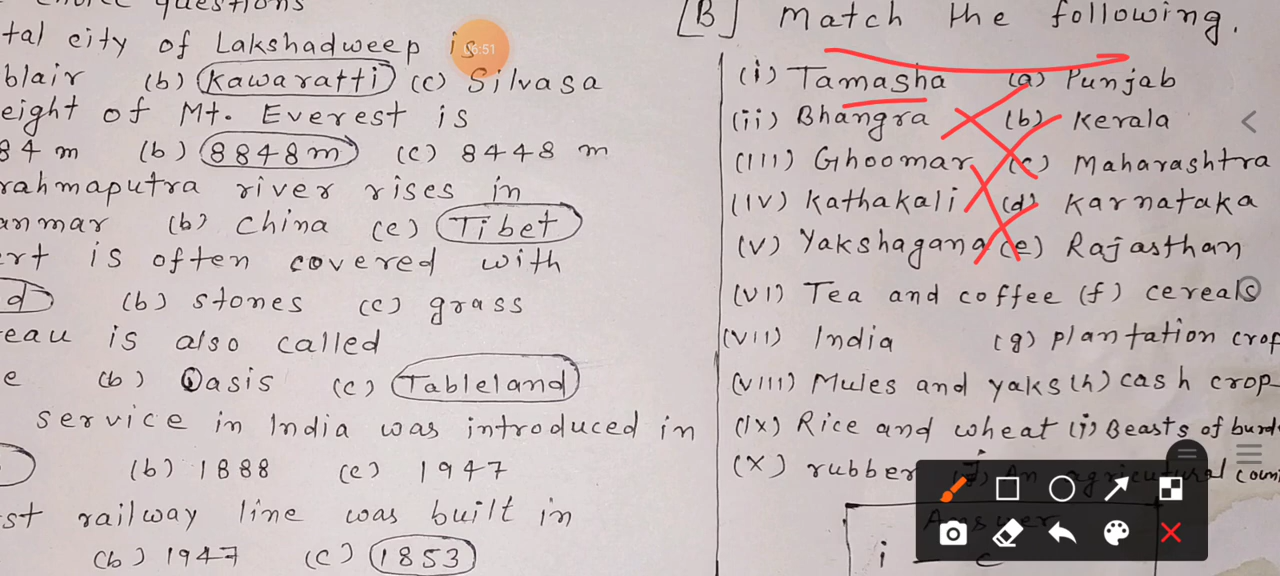 tal city of Lakshadweep is
blair (b) Kawaratti (c) Silvasa
eight of Mt. Everest is
84 m (b) 8848m (c) 8448 m
rahmaputra river rises in
anmar (b) China (c) Tibet
ert is often covered with
d (b) stones (c) grass
eau is also called
e (b) Oasis (c) Tableland
service in India was introduced in
(b) 1888 (c) 1947
st railway line was built in
(b) 1947 (c) 1853
[B] Match the following.
(i) Tamasha (a) Punjab
(ii) Bhangra (b) Kerala
(III) Ghoomar (c) Maharashtra
(IV) Kathakali (d) Karnataka
(V) Yakshagana (e) Rajasthan
(VI) Tea and coffee (f) cereals
(VII) India (g) plantation crop
(VIII) Mules and yaks (h) cash crop
(IX) Rice and wheat (i) Beasts of burd
(X) rubber
Answer
i - c